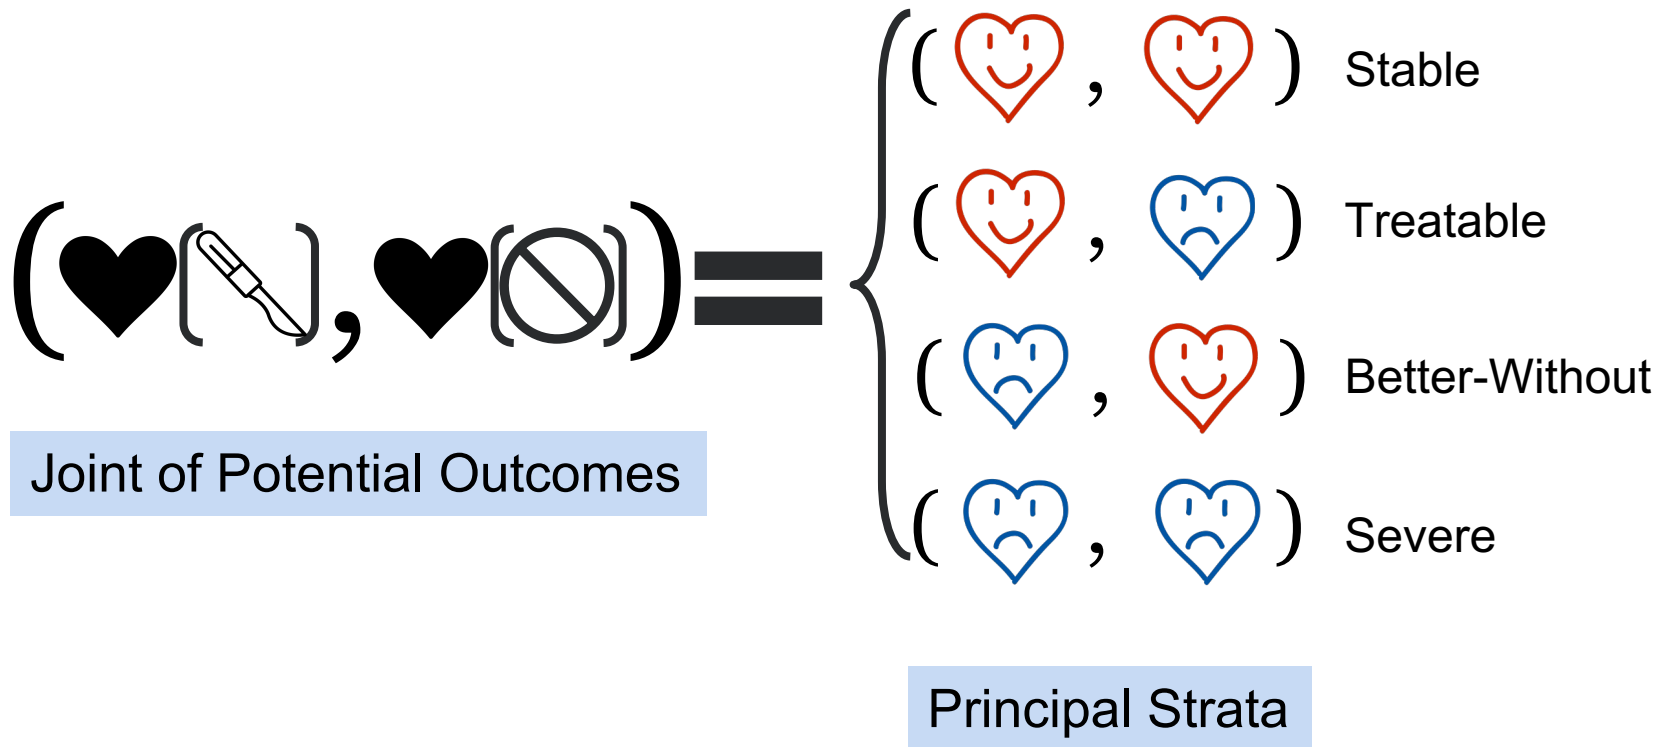 ( , ) Stable
( , ) Treatable
( [ ] , [ ] ) = { 
( , ) Better-Without
Joint of Potential Outcomes
( , ) Severe
Principal Strata